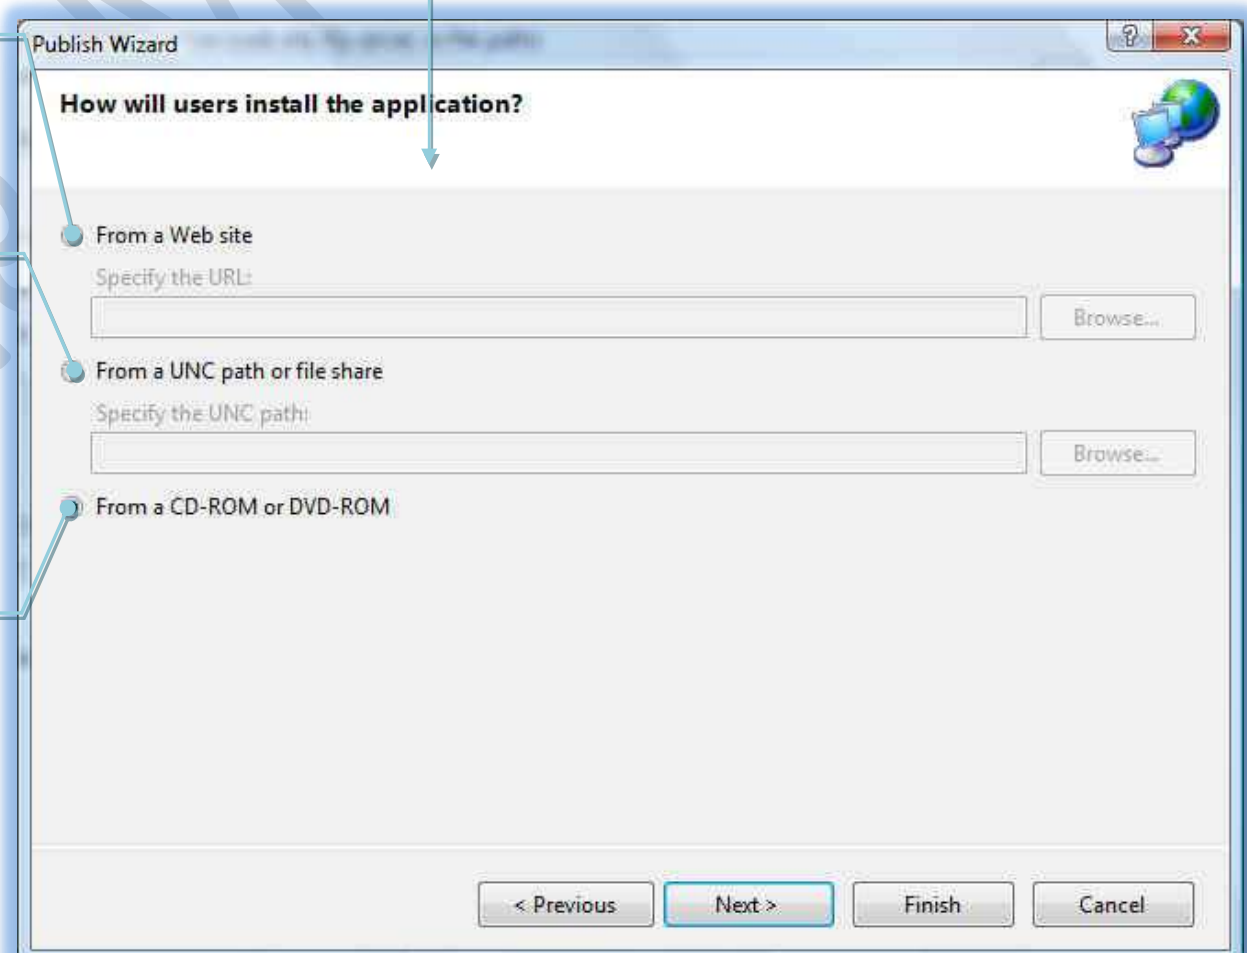 Publish Wizard
How will users install the application?
From a Web site
Specify the URL:
Browse...
From a UNC path or file share
Specify the UNC path:
Browse...
From a CD-ROM or DVD-ROM
< Previous
Next >
Finish
Cancel